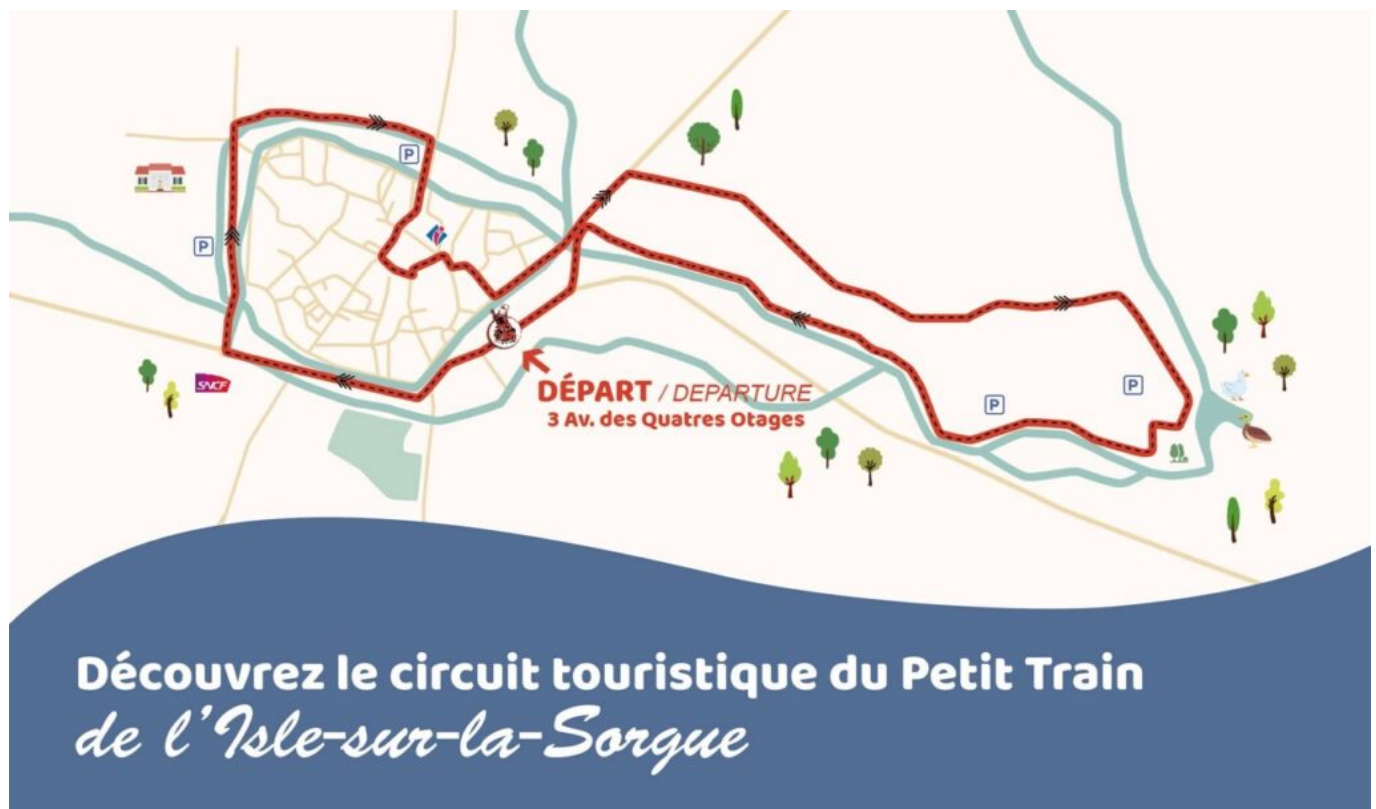 P
P
SNCF
DÉPART / DEPARTURE
3 Av. des Quatres Otages
P
P
Découvrez le circuit touristique du Petit Train
de l'Isle-sur-la-Sorgue